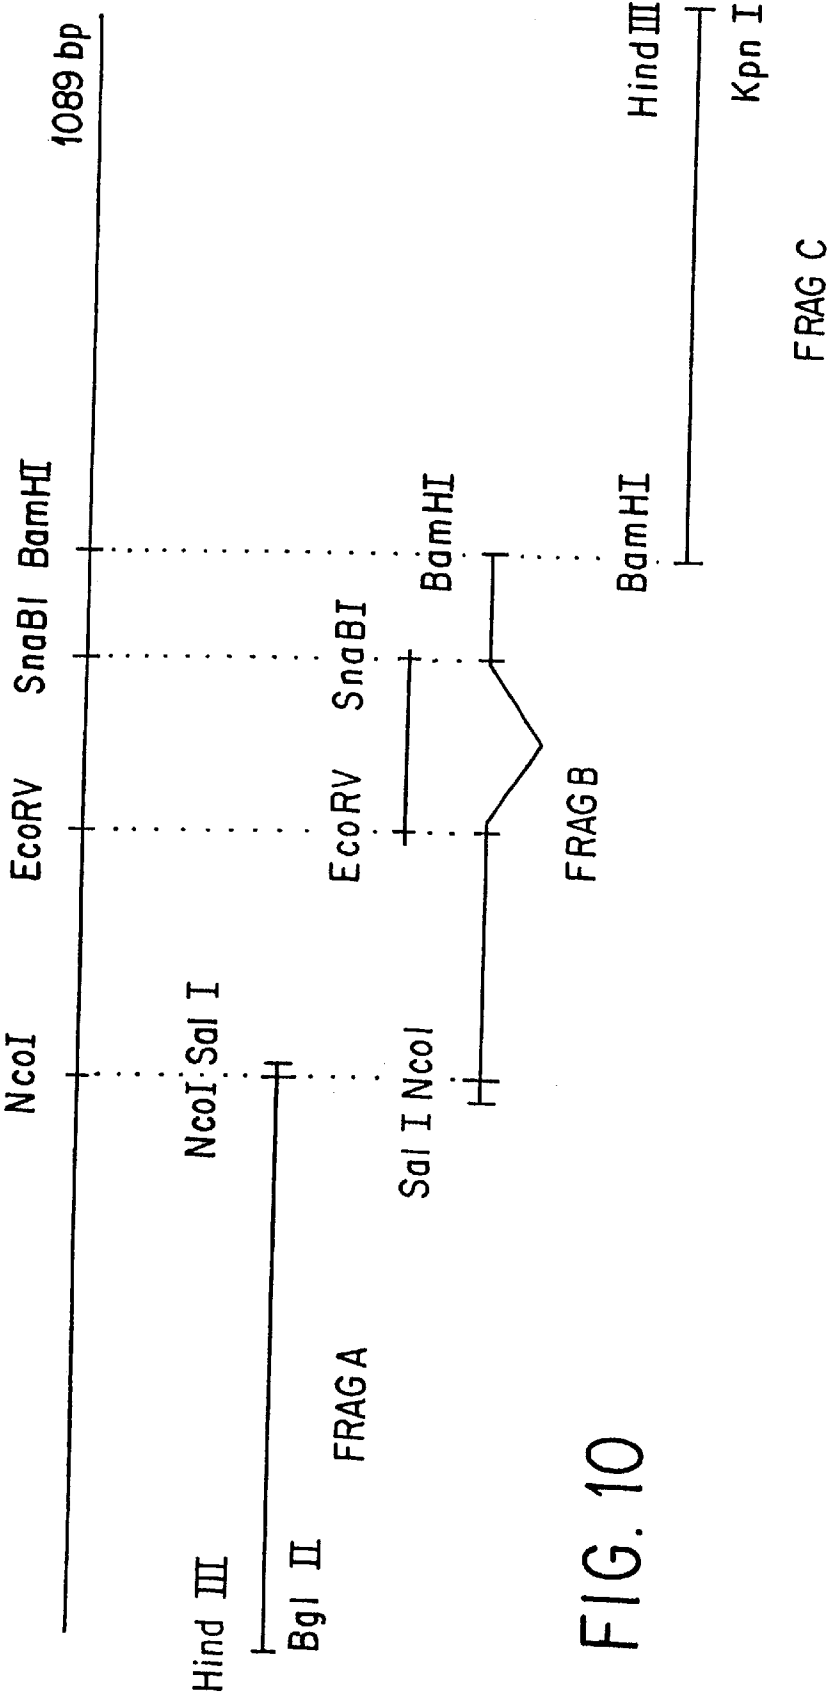 1089 bp
NcoI EcoRV SnaBI BamHI
Hind III NcoI Sal I
Bgl II
FRAG A
EcoRV SnaBI
Sal I NcoI BamHI
FRAG B
BamHI Hind III
Kpn I
FRAG C
FIG. 10